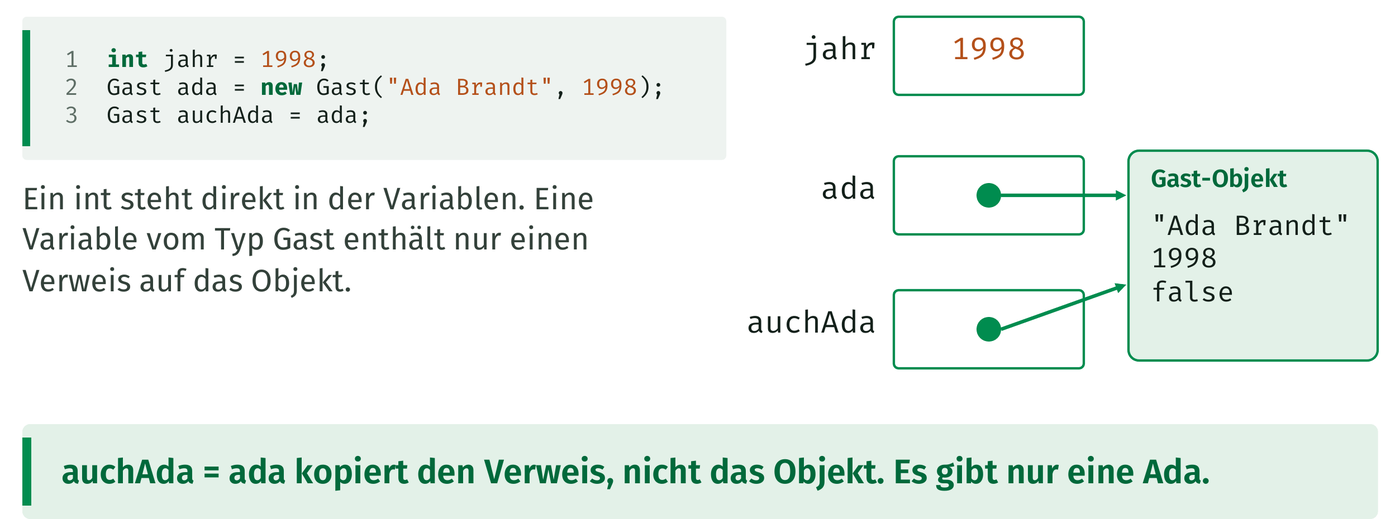 1 int jahr = 1998;
2 Gast ada = new Gast("Ada Brandt", 1998);
3 Gast auchAda = ada;
Ein int steht direkt in der Variablen. Eine
Variable vom Typ Gast enthält nur einen
Verweis auf das Objekt.
jahr 1998
ada
auchAda
Gast-Objekt
"Ada Brandt"
1998
false
auchAda = ada kopiert den Verweis, nicht das Objekt. Es gibt nur eine Ada.